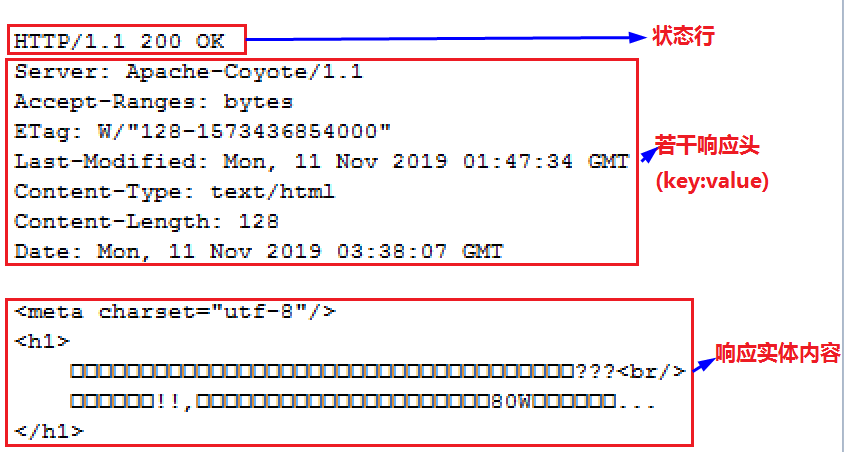 HTTP/1.1 200 OK
状态行
Server: Apache-Coyote/1.1
Accept-Ranges: bytes
ETag: W/"128-1573436854000"
Last-Modified: Mon, 11 Nov 2019 01:47:34 GMT
Content-Type: text/html
Content-Length: 128
Date: Mon, 11 Nov 2019 03:38:07 GMT
若干响应头
(key:value)
<meta charset="utf-8"/>
<h1>
□□□□□□□□□□□□□□□□□□□□□□□□□□□□□□□□□□□□???<br/>
□□□□□□!!,□□□□□□□□□□□□□□□□□□□□□80W□□□□□□...
</h1>
响应实体内容